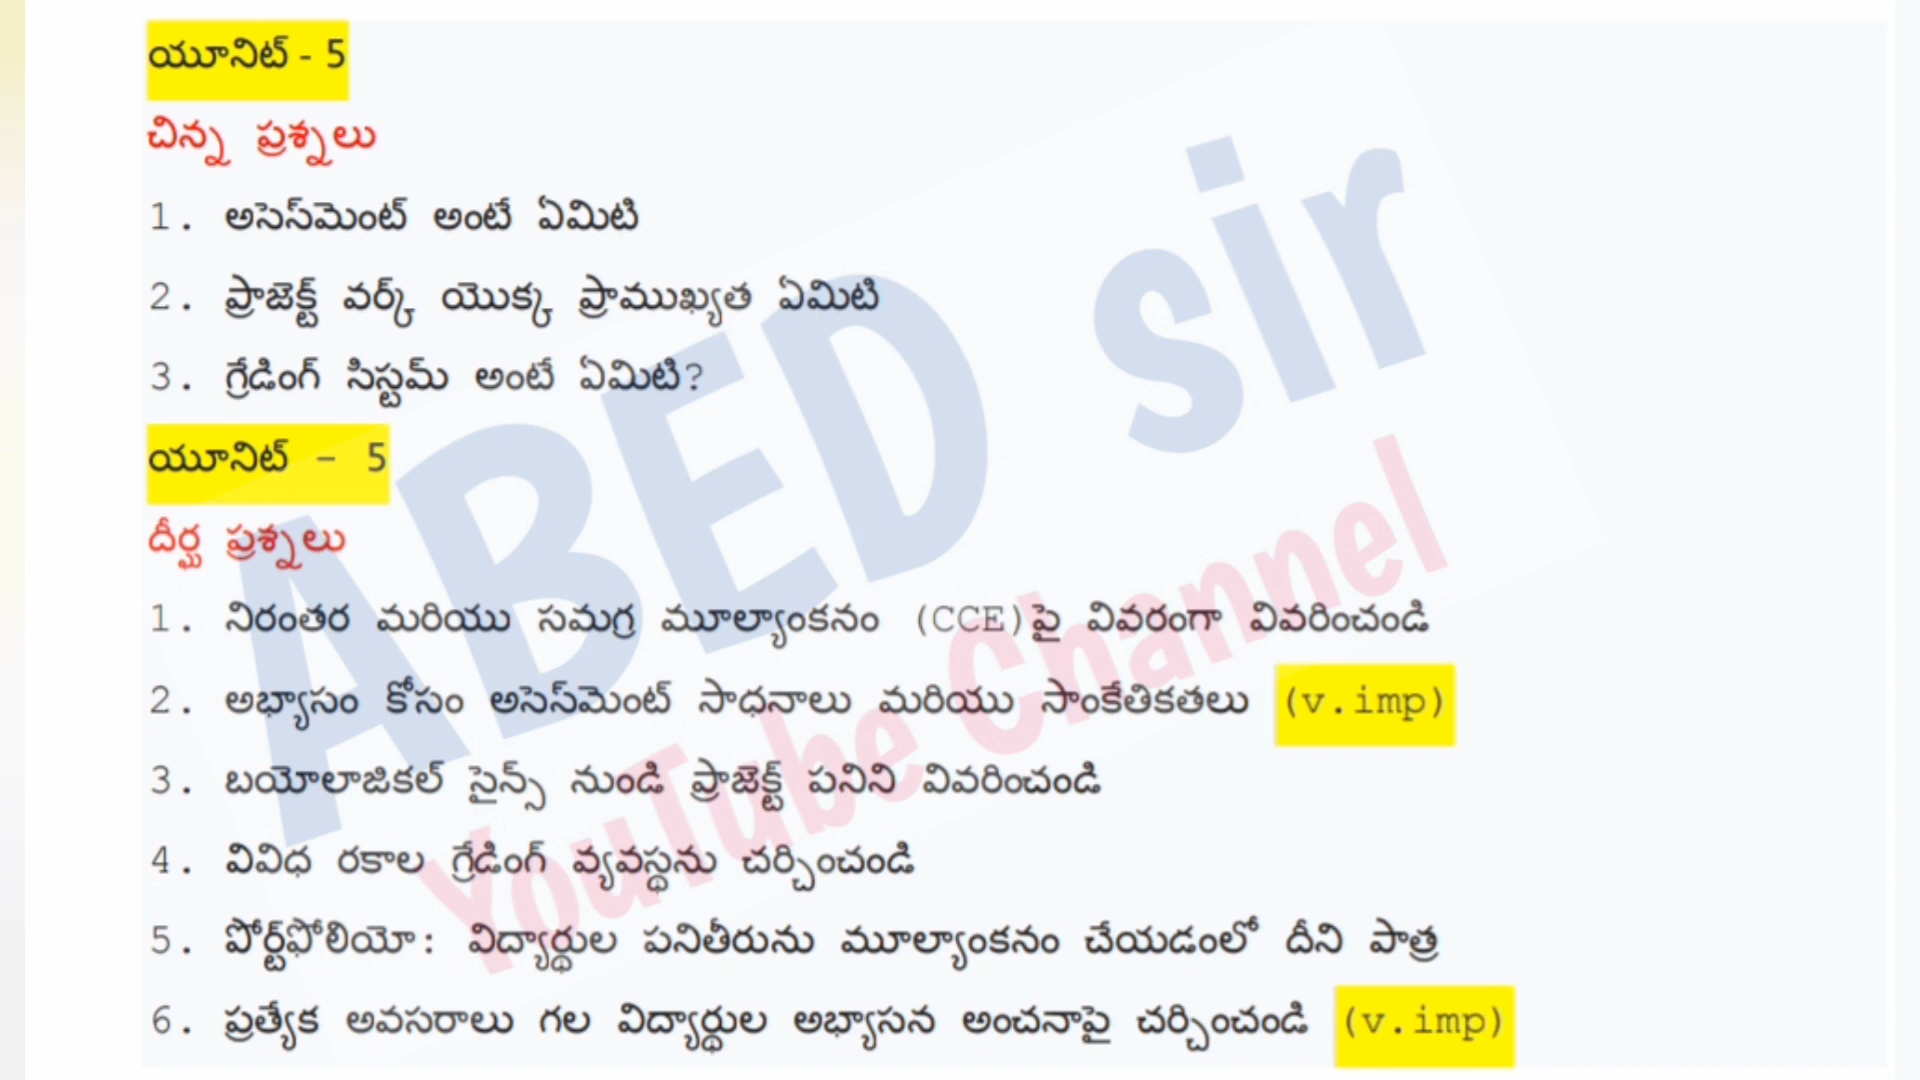 యూనిట్ - 5
చిన్న ప్రశ్నలు
1. అసెస్‌మెంట్ అంటే ఏమిటి
2. ప్రాజెక్ట్ వర్క్ యొక్క ప్రాముఖ్యత ఏమిటి
3. గ్రేడింగ్ సిస్టమ్ అంటే ఏమిటి?
యూనిట్ – 5
దీర్ఘ ప్రశ్నలు
1. నిరంతర మరియు సమగ్ర మూల్యాంకనం (CCE)పై వివరంగా వివరించండి
2. అభ్యాసం కోసం అసెస్‌మెంట్ సాధనాలు మరియు సాంకేతికతలు (v.imp)
3. బయోలాజికల్ సైన్స్ నుండి ప్రాజెక్ట్ పనిని వివరించండి
4. వివిధ రకాల గ్రేడింగ్ వ్యవస్థను చర్చించండి
5. పోర్ట్‌ఫోలియో: విద్యార్థుల పనితీరును మూల్యాంకనం చేయడంలో దీని పాత్ర
6. ప్రత్యేక అవసరాలు గల విద్యార్థుల అభ్యాసన అంచనాపై చర్చించండి (v.imp)
ABED sir
YouTube Channel